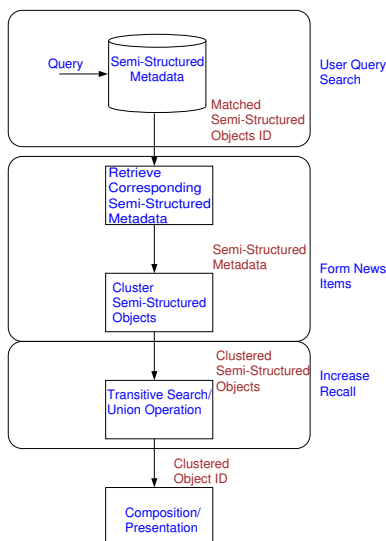 Query
Semi-Structured
Metadata
User Query
Search
Matched
Semi-Structured
Objects ID
Retrieve
Corresponding
Semi-Structured
Metadata
Semi-Structured
Metadata
Form News
Items
Cluster
Semi-Structured
Objects
Clustered
Semi-Structured
Objects
Increase
Recall
Transitive Search/
Union Operation
Clustered
Object ID
Composition/
Presentation